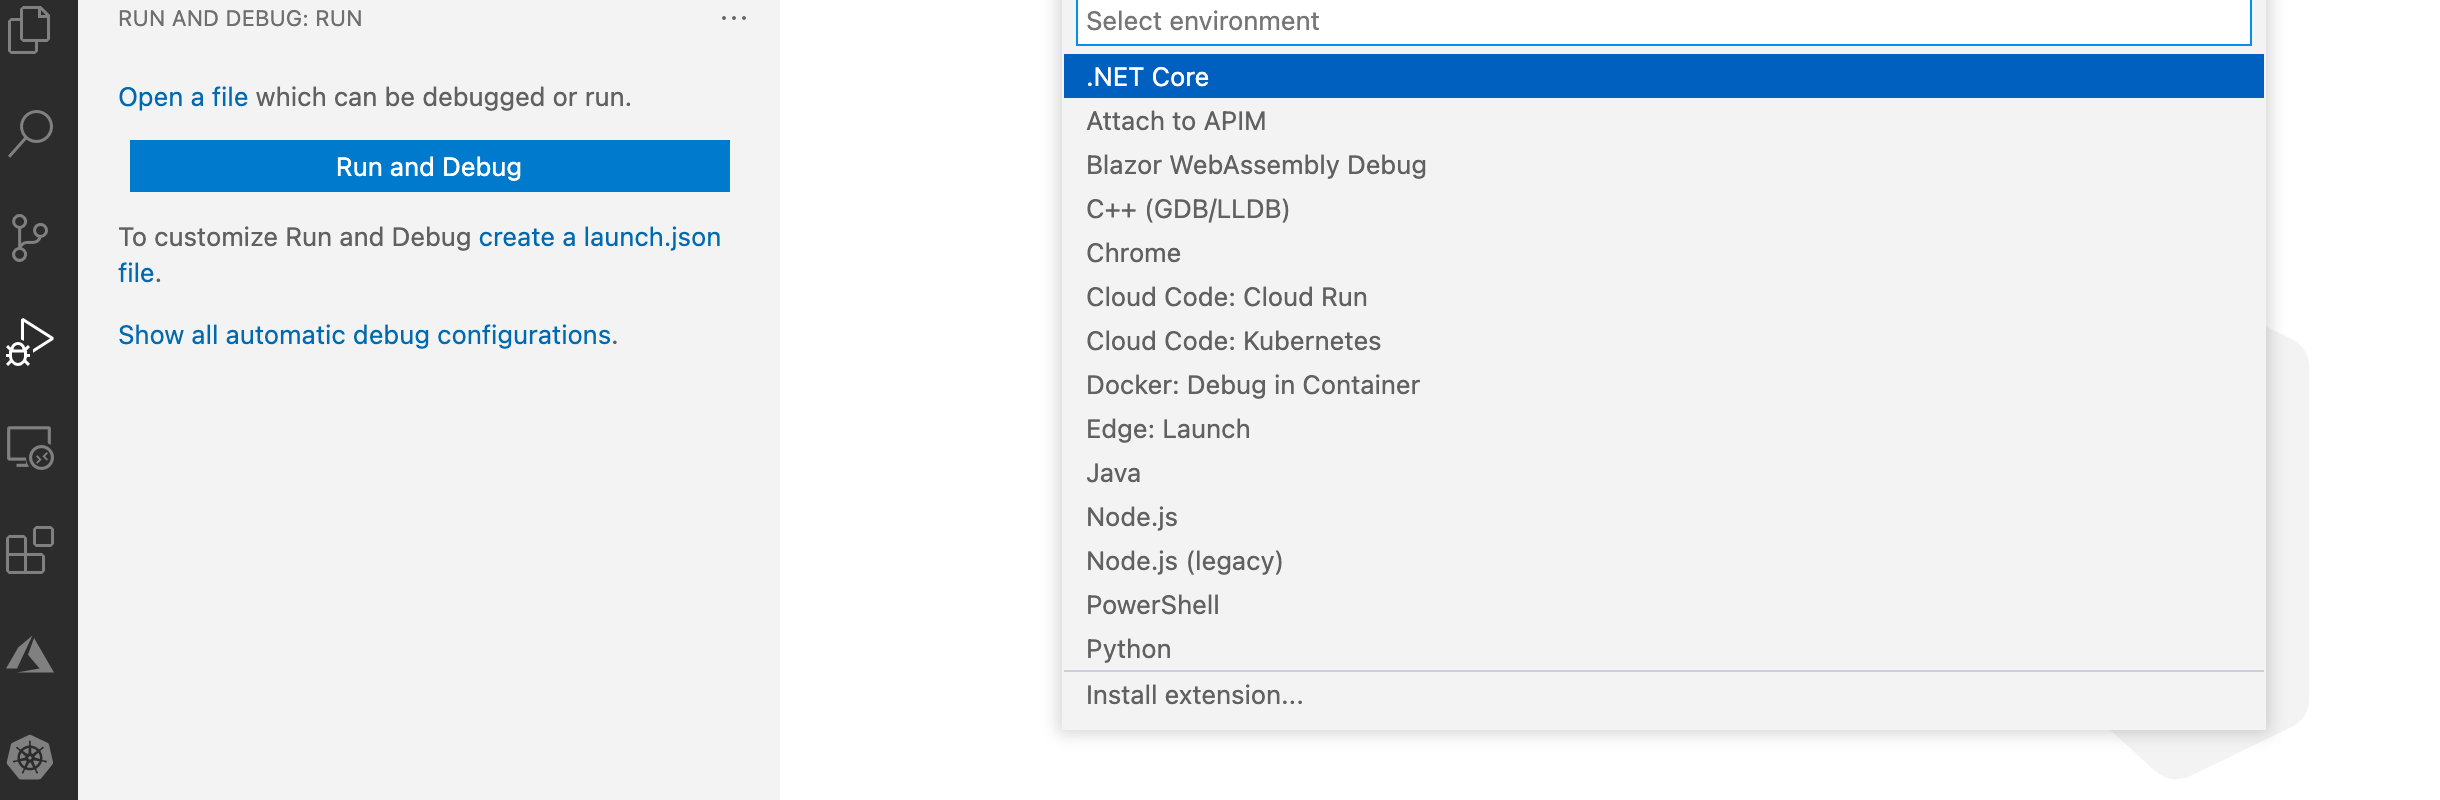 RUN AND DEBUG: RUN
Open a file which can be debugged or run.
Run and Debug
To customize Run and Debug create a launch.json
file.
Show all automatic debug configurations.
Select environment
.NET Core
Attach to APIM
Blazor WebAssembly Debug
C++ (GDB/LLDB)
Chrome
Cloud Code: Cloud Run
Cloud Code: Kubernetes
Docker: Debug in Container
Edge: Launch
Java
Node.js
Node.js (legacy)
PowerShell
Python
Install extension...